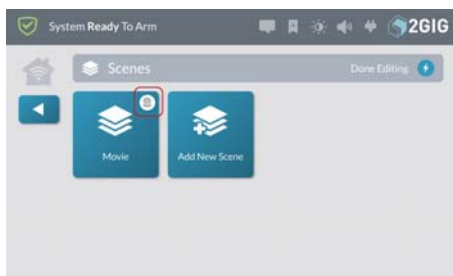 System Ready To Arm
2GIG
Scenes
Done Editing
Movie
Add New Scene